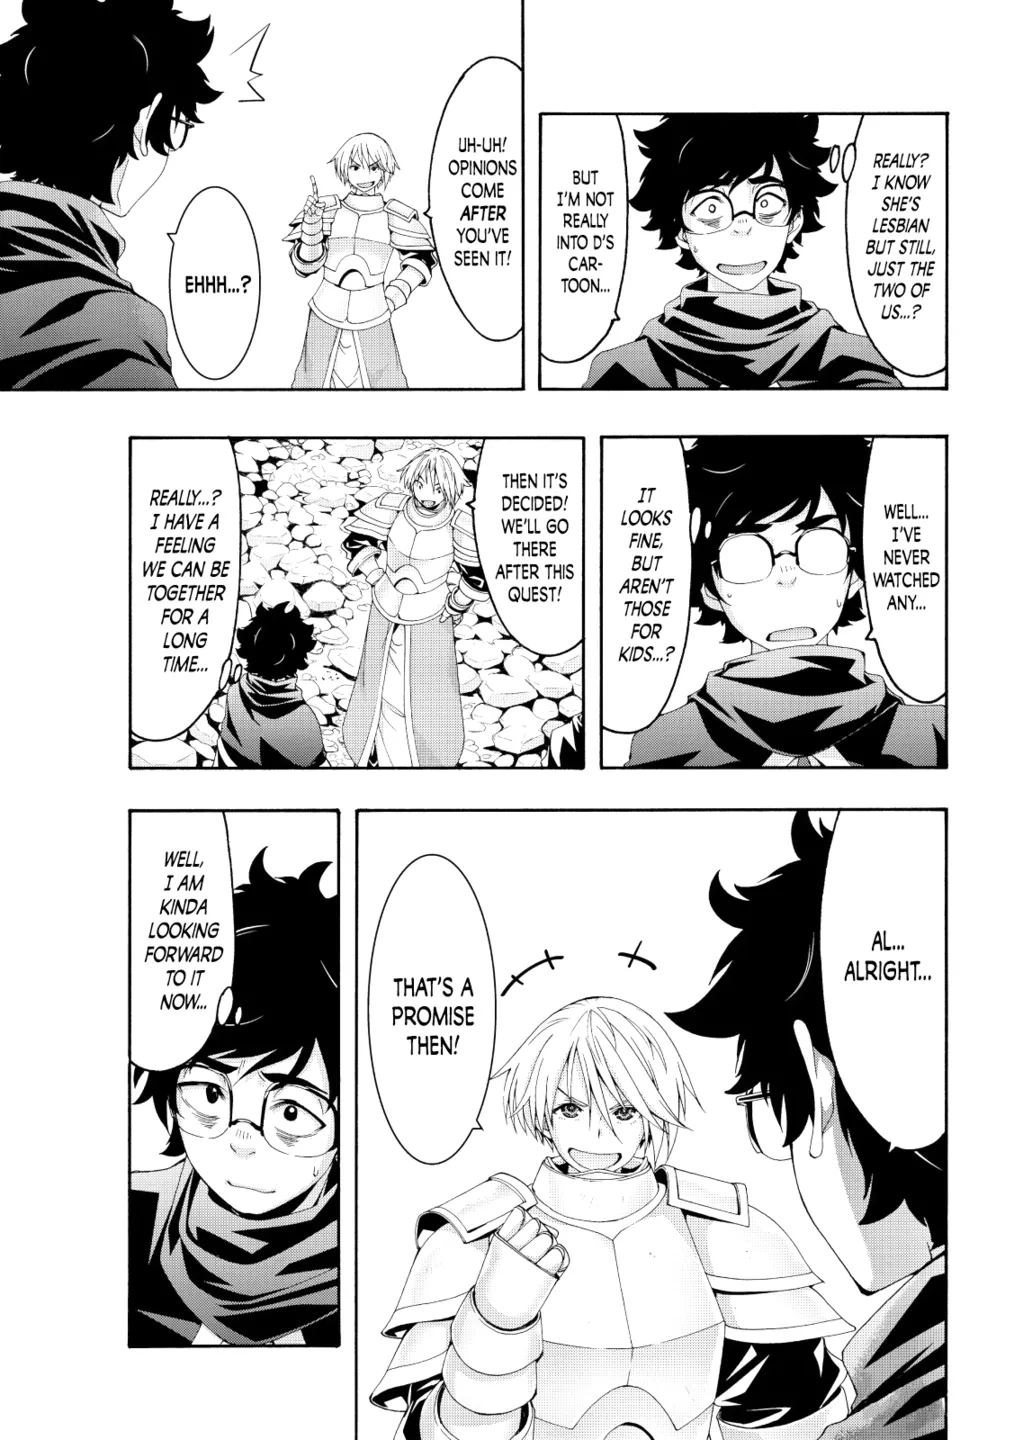 REALLY?
I KNOW
SHE'S
LESBIAN
BUT STILL,
JUST THE
TWO OF
US...?
BUT
I'M NOT
REALLY
INTO D'S
CAR-
TOON...
UH-UH!
OPINIONS
COME
AFTER
YOU'VE
SEEN IT!
EHHH...?
WELL...
I'VE
NEVER
WATCHED
ANY...
IT
LOOKS
FINE,
BUT
AREN'T
THOSE
FOR
KIDS...?
THEN IT'S
DECIDED!
WE'LL GO
THERE
AFTER THIS
QUEST!
REALLY...?
I HAVE A
FEELING
WE CAN BE
TOGETHER
FOR A
LONG
TIME...
AL...
ALRIGHT...
THAT'S A
PROMISE
THEN!
WELL,
I AM
KINDA
LOOKING
FORWARD
TO IT
NOW...